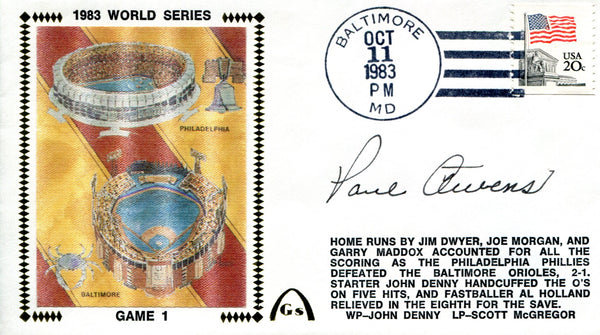 1983 WORLD SERIES
PHILADELPHIA
BALTIMORE
GAME 1
Gs
BALTIMORE
OCT
11
1983
PM
MD
USA
20c
Paul Owens
HOME RUNS BY JIM DWYER, JOE MORGAN, AND
GARRY MADDOX ACCOUNTED FOR ALL THE
SCORING AS THE PHILADELPHIA PHILLIES
DEFEATED THE BALTIMORE ORIOLES, 2-1.
STARTER JOHN DENNY HANDCUFFED THE O'S
ON FIVE HITS, AND FASTBALLER AL HOLLAND
RELIEVED IN THE EIGHTH FOR THE SAVE.
WP–JOHN DENNY LP–SCOTT McGREGOR